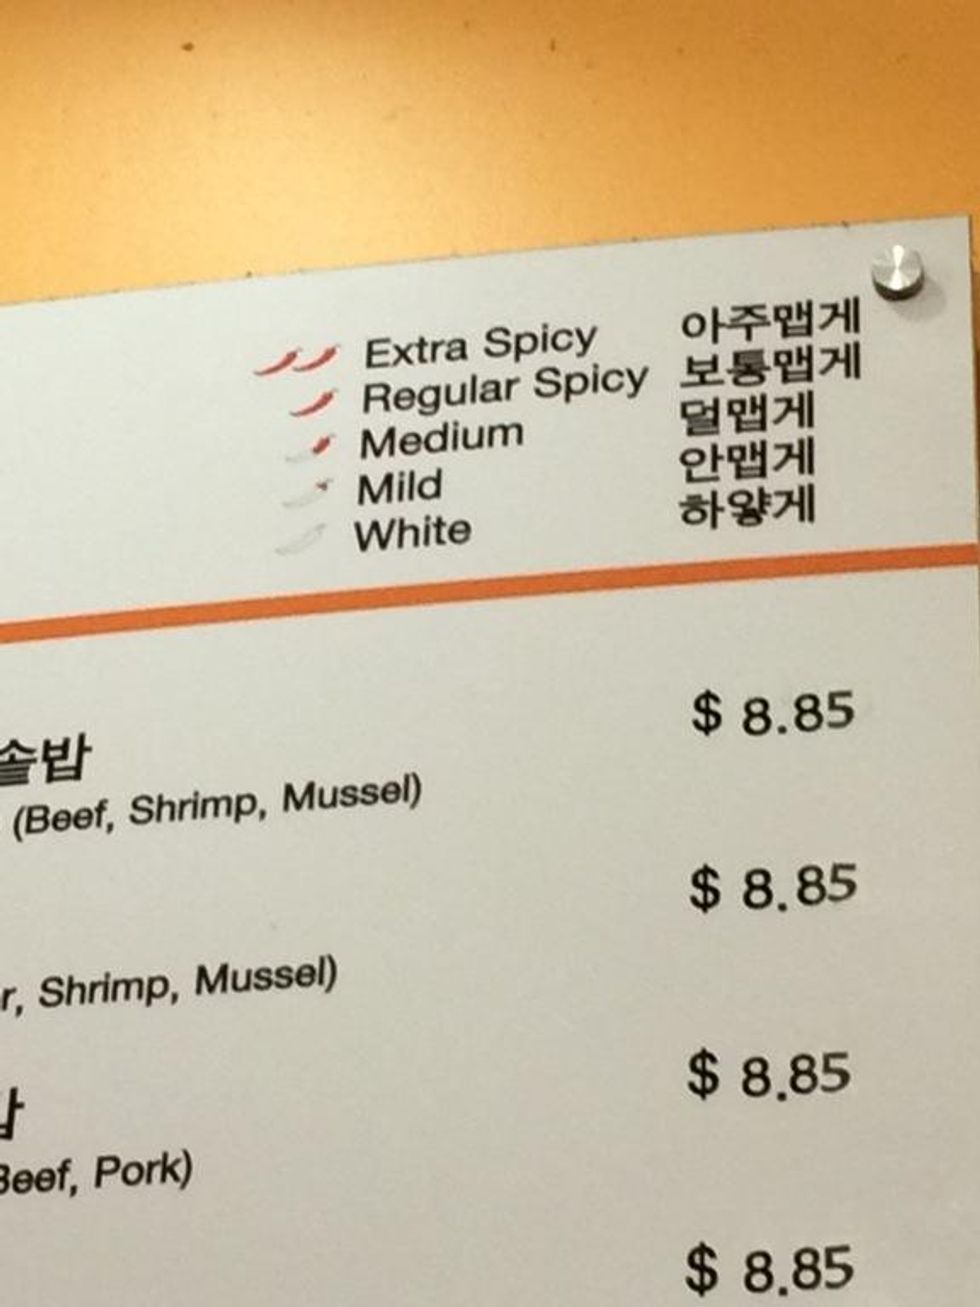 Extra Spicy 아주맵게
Regular Spicy 보통맵게
Medium 덜맵게
Mild 안맵게
White 하얗게
$ 8.85
솥밥
(Beef, Shrimp, Mussel)
$ 8.85
r, Shrimp, Mussel)
$ 8.85
밥
Beef, Pork)
$ 8.85